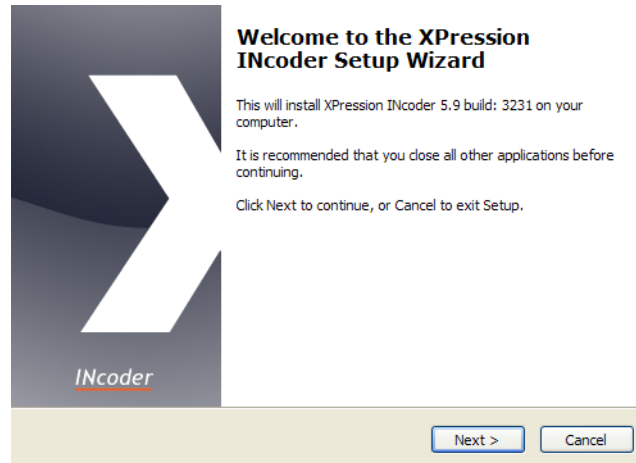 Welcome to the XPression
INcoder Setup Wizard
This will install XPression INcoder 5.9 build: 3231 on your
computer.
It is recommended that you close all other applications before
continuing.
Click Next to continue, or Cancel to exit Setup.
INcoder
Next >
Cancel